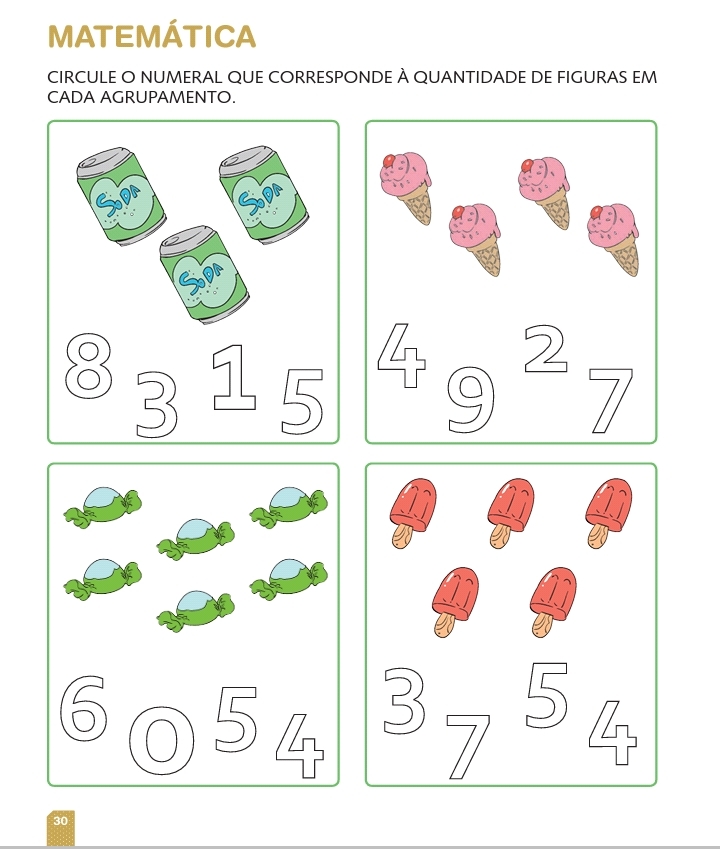 MATEMÁTICA
CIRCULE O NUMERAL QUE CORRESPONDE À QUANTIDADE DE FIGURAS EM
CADA AGRUPAMENTO.
SODA
SODA
SODA
8 3 1 5
4 9 2 7
6 0 5 4
3 7 5 4
30